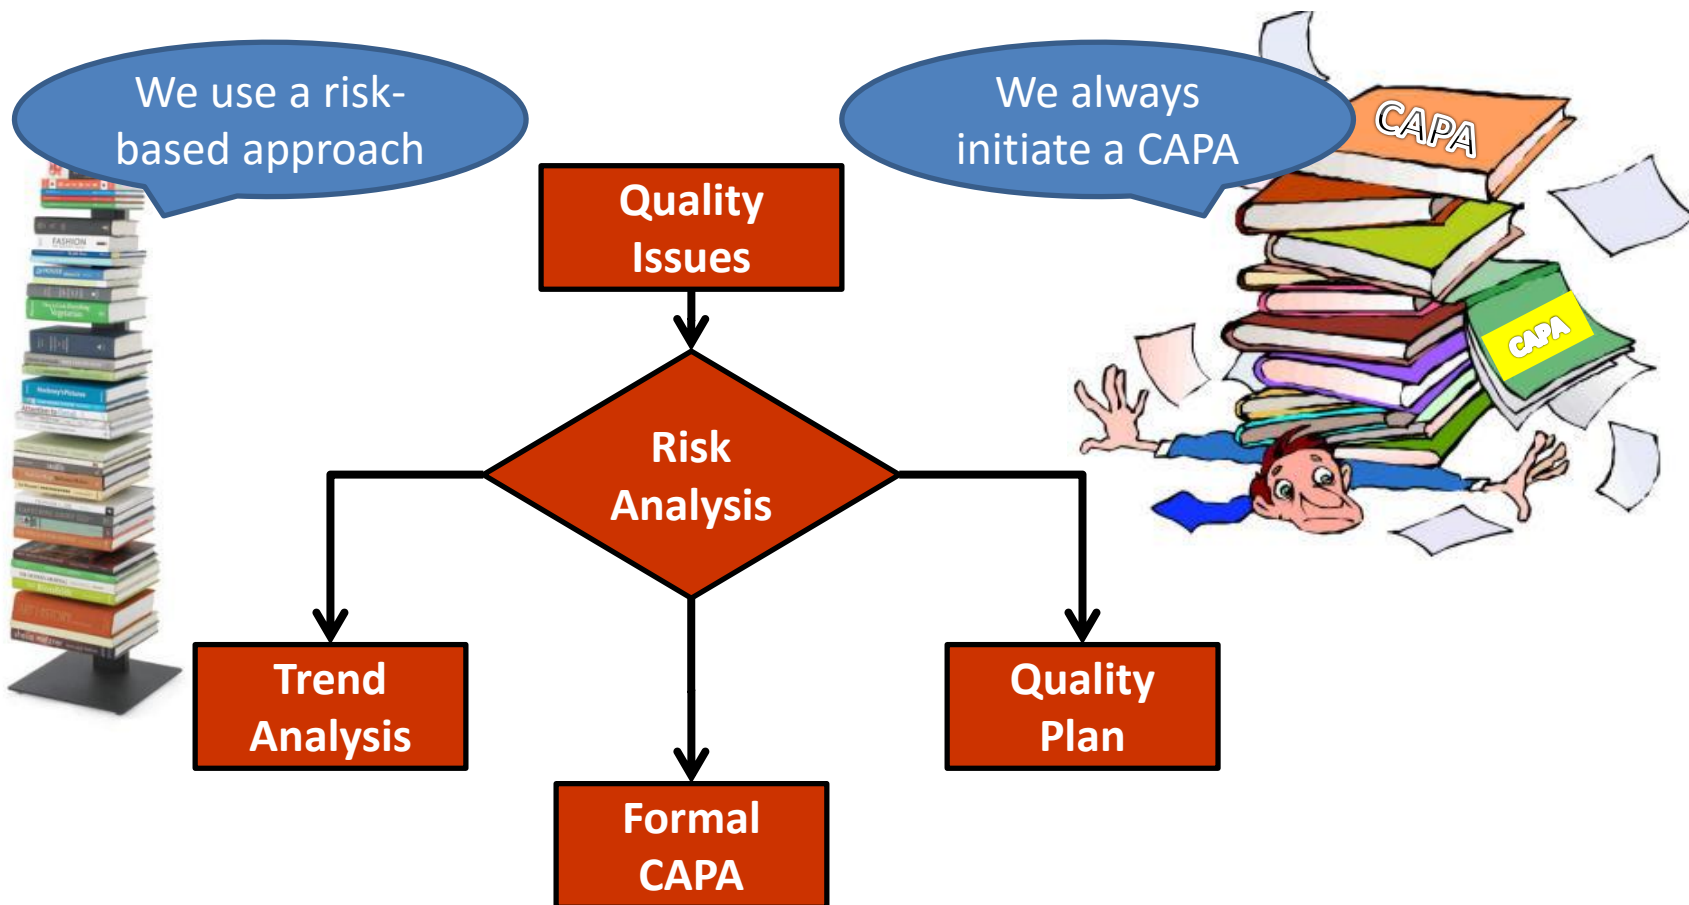 We use a risk-
based approach
We always
initiate a CAPA
CAPA
Quality
Issues
FASHION
CAPA
Risk
Analysis
Trend
Analysis
Quality
Plan
Formal
CAPA